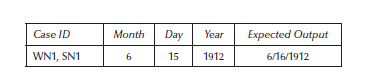 Case ID Month Day Year Expected Output
WN1, SN1 6 15 1912 6/16/1912